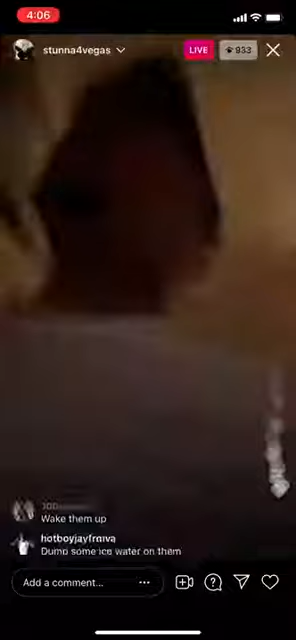 4:06
stunna4vegas
LIVE
933
Wake them up
hotboyjayfrmva
Dump some ice water on them
Add a comment...